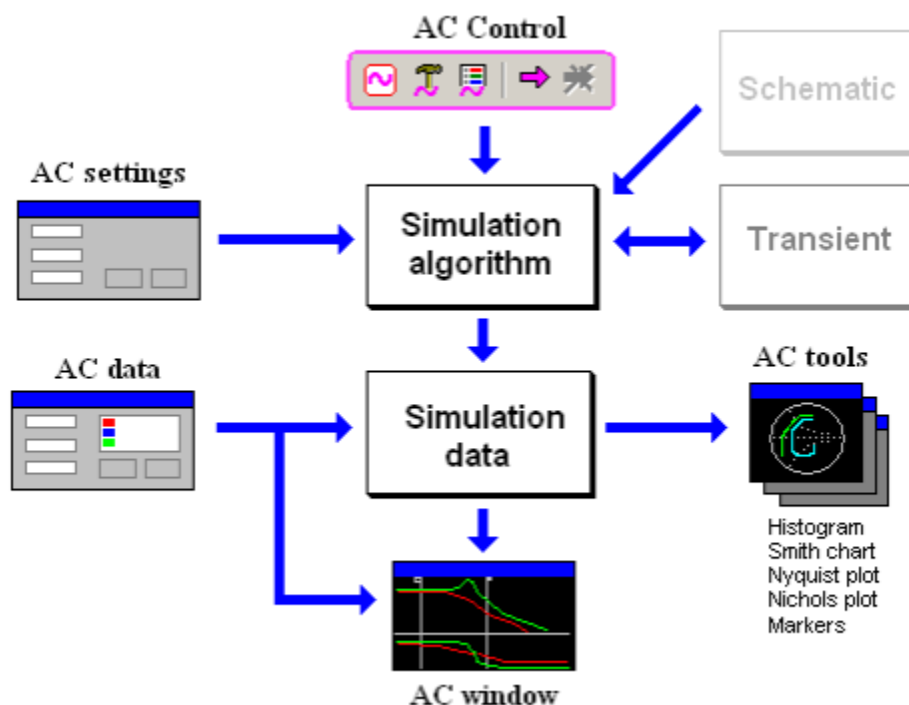 AC Control
Schematic
AC settings
Simulation
algorithm
Transient
AC data
Simulation
data
AC tools
Histogram
Smith chart
Nyquist plot
Nichols plot
Markers
AC window